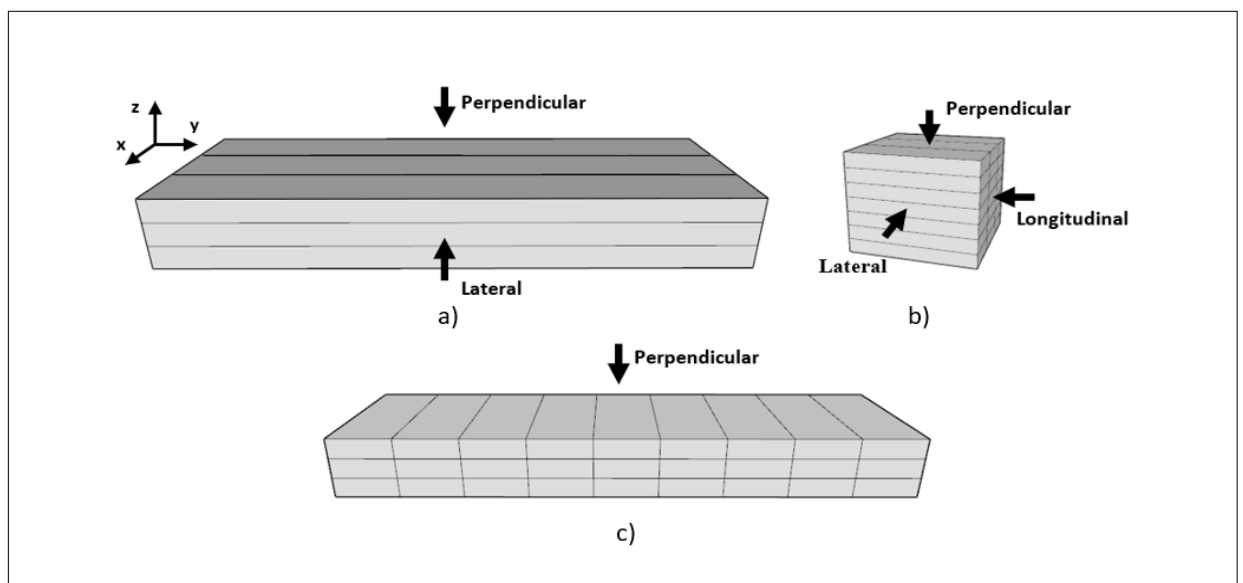 Perpendicular
z
y
x
Lateral
a)
Perpendicular
Longitudinal
Lateral
b)
Perpendicular
c)